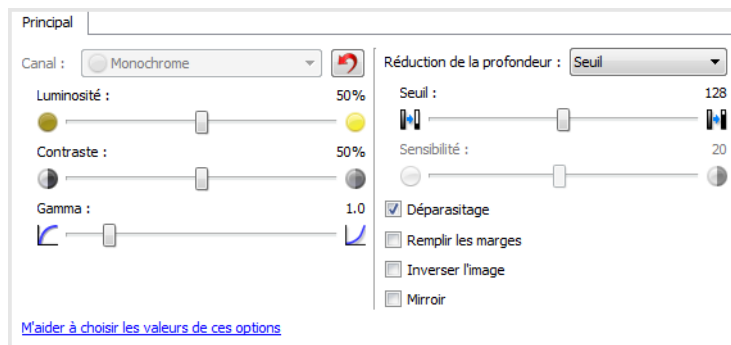 Principal
Canal : Monochrome
Luminosité : 50%
Contraste : 50%
Gamma : 1.0
Réduction de la profondeur : Seuil
Seuil : 128
Sensibilité : 20
Déparasitage
Remplir les marges
Inverser l'image
Mirroir
M'aider à choisir les valeurs de ces options